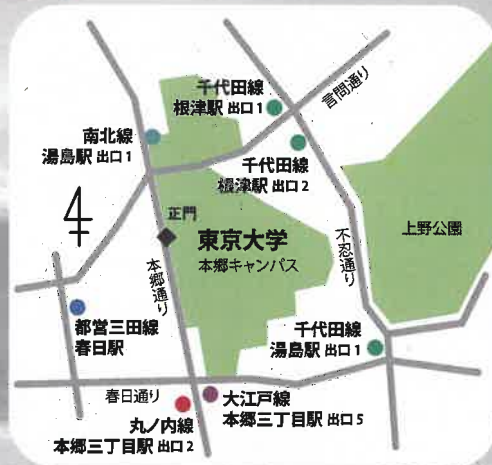 千代田線
根津駅 出口1
言問通り
南北線
湯島駅 出口1
千代田線
根津駅 出口2
正門
東京大学
本郷キャンパス
上野公園
本郷通り
不忍通り
都営三田線
春日駅
千代田線
湯島駅 出口1
春日通り
大江戸線
本郷三丁目駅 出口5
丸ノ内線
本郷三丁目駅 出口2